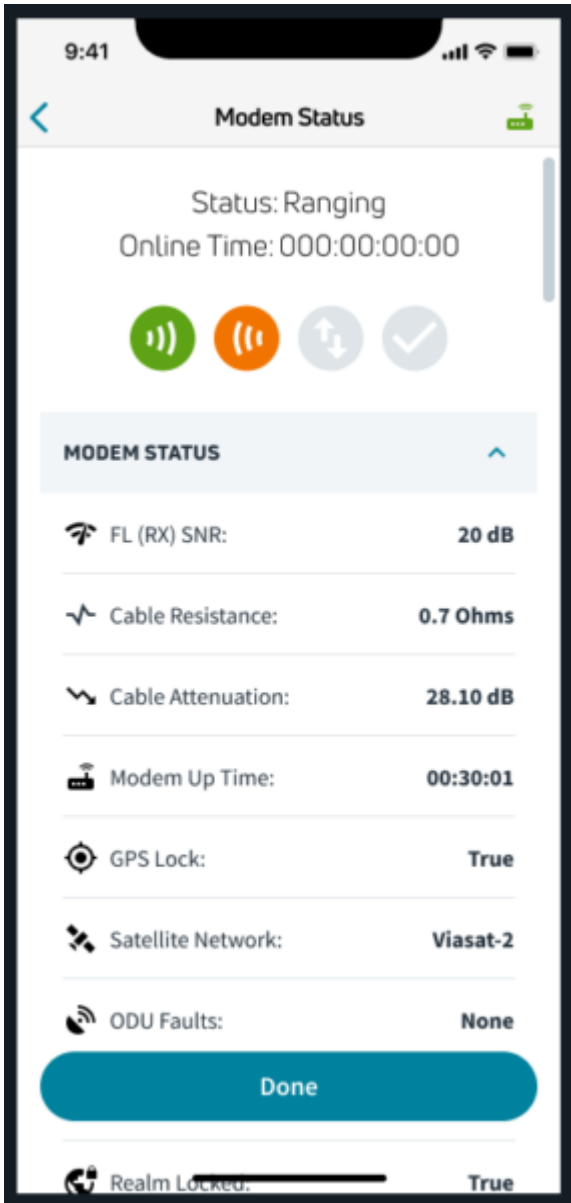 9:41
Modem Status
Status: Ranging
Online Time: 000:00:00:00
MODEM STATUS
FL (RX) SNR: 20 dB
Cable Resistance: 0.7 Ohms
Cable Attenuation: 28.10 dB
Modem Up Time: 00:30:01
GPS Lock: True
Satellite Network: Viasat-2
ODU Faults: None
Done
Realm Locked: True